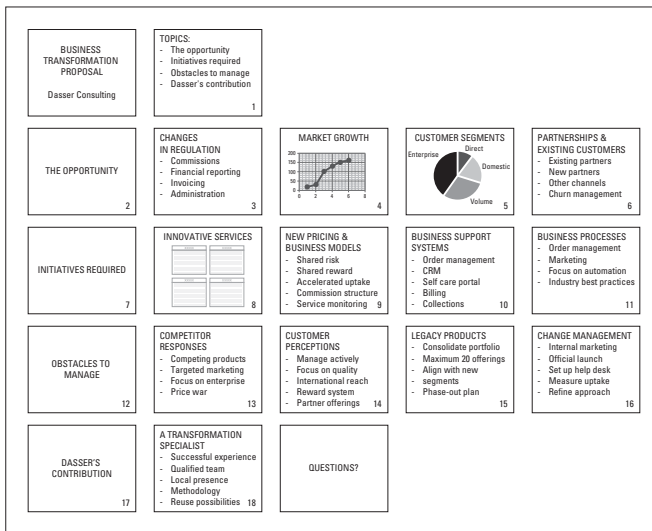 BUSINESS
TRANSFORMATION
PROPOSAL
Dasser Consulting
TOPICS:
- The opportunity
- Initiatives required
- Obstacles to manage
- Dasser's contribution
1
THE OPPORTUNITY
2
CHANGES
IN REGULATION
- Commissions
- Financial reporting
- Invoicing
- Administration
3
MARKET GROWTH
200
150
100
50
0
0 2 4 6 8
4
CUSTOMER SEGMENTS
Direct
Enterprise
Domestic
Volume
5
PARTNERSHIPS &
EXISTING CUSTOMERS
- Existing partners
- New partners
- Other channels
- Churn management
6
INITIATIVES REQUIRED
7
INNOVATIVE SERVICES
8
NEW PRICING &
BUSINESS MODELS
- Shared risk
- Shared reward
- Accelerated uptake
- Commission structure
- Service monitoring
9
BUSINESS SUPPORT
SYSTEMS
- Order management
- CRM
- Self care portal
- Billing
- Collections
10
BUSINESS PROCESSES
- Order management
- Marketing
- Focus on automation
- Industry best practices
11
OBSTACLES TO
MANAGE
12
COMPETITOR
RESPONSES
- Competing products
- Targeted marketing
- Focus on enterprise
- Price war
13
CUSTOMER
PERCEPTIONS
- Manage actively
- Focus on quality
- International reach
- Reward system
- Partner offerings
14
LEGACY PRODUCTS
- Consolidate portfolio
- Maximum 20 offerings
- Align with new
- segments
- Phase-out plan
15
CHANGE MANAGEMENT
- Internal marketing
- Official launch
- Set up help desk
- Measure uptake
- Refine approach
16
DASSER'S
CONTRIBUTION
17
A TRANSFORMATION
SPECIALIST
- Successful experience
- Qualified team
- Local presence
- Methodology
- Reuse possibilities
18
QUESTIONS?